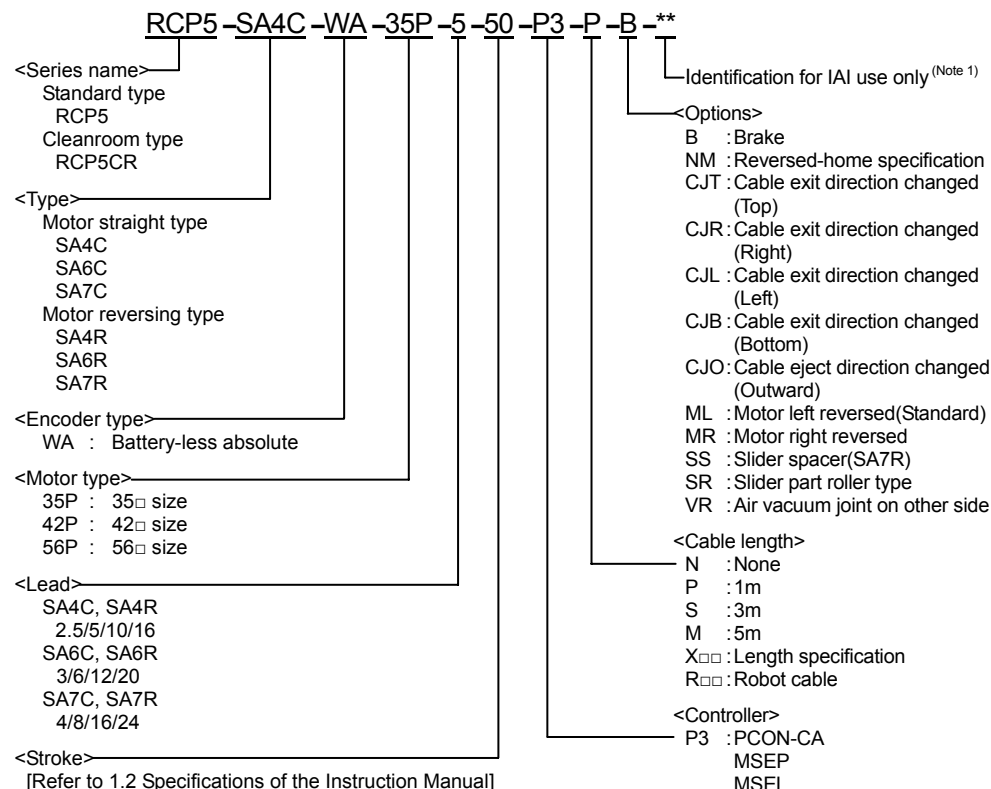 RCP5 –SA4C –WA –35P –5 –50 –P3 –P –B –**
<Series name>
Standard type
RCP5
Cleanroom type
RCP5CR
<Type>
Motor straight type
SA4C
SA6C
SA7C
Motor reversing type
SA4R
SA6R
SA7R
<Encoder type>
WA : Battery-less absolute
<Motor type>
35P : 35□ size
42P : 42□ size
56P : 56□ size
<Lead>
SA4C, SA4R
2.5/5/10/16
SA6C, SA6R
3/6/12/20
SA7C, SA7R
4/8/16/24
<Stroke>
[Refer to 1.2 Specifications of the Instruction Manual]
Identification for IAI use only (Note 1)
<Options>
B : Brake
NM : Reversed-home specification
CJT : Cable exit direction changed
(Top)
CJR : Cable exit direction changed
(Right)
CJL : Cable exit direction changed
(Left)
CJB : Cable exit direction changed
(Bottom)
CJO : Cable eject direction changed
(Outward)
ML : Motor left reversed(Standard)
MR : Motor right reversed
SS : Slider spacer(SA7R)
SR : Slider part roller type
VR : Air vacuum joint on other side
<Cable length>
N : None
P : 1m
S : 3m
M : 5m
X□□ : Length specification
R□□ : Robot cable
<Controller>
P3 : PCON-CA
MSEP
MSEL